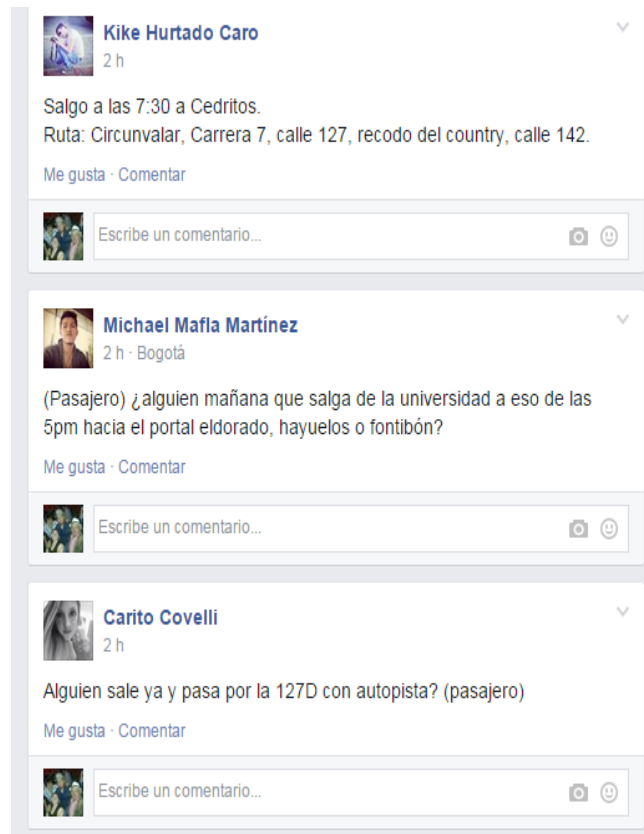 Kike Hurtado Caro
2 h
Salgo a las 7:30 a Cedritos.
Ruta: Circunvalar, Carrera 7, calle 127, recodo del country, calle 142.
Me gusta · Comentar
Escribe un comentario...
Michael Mafla Martínez
2 h · Bogotá
(Pasajero) ¿alguien mañana que salga de la universidad a eso de las
5pm hacia el portal eldorado, hayuelos o fontibón?
Me gusta · Comentar
Escribe un comentario...
Carito Covelli
2 h
Alguien sale ya y pasa por la 127D con autopista? (pasajero)
Me gusta · Comentar
Escribe un comentario...